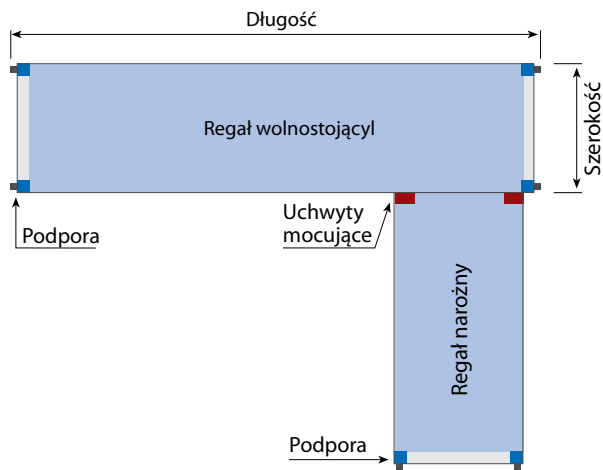 Długość
Szerokość
Regał wolnostojącyl
Podpora
Uchwyty
mocujące
Regał narożny
Podpora